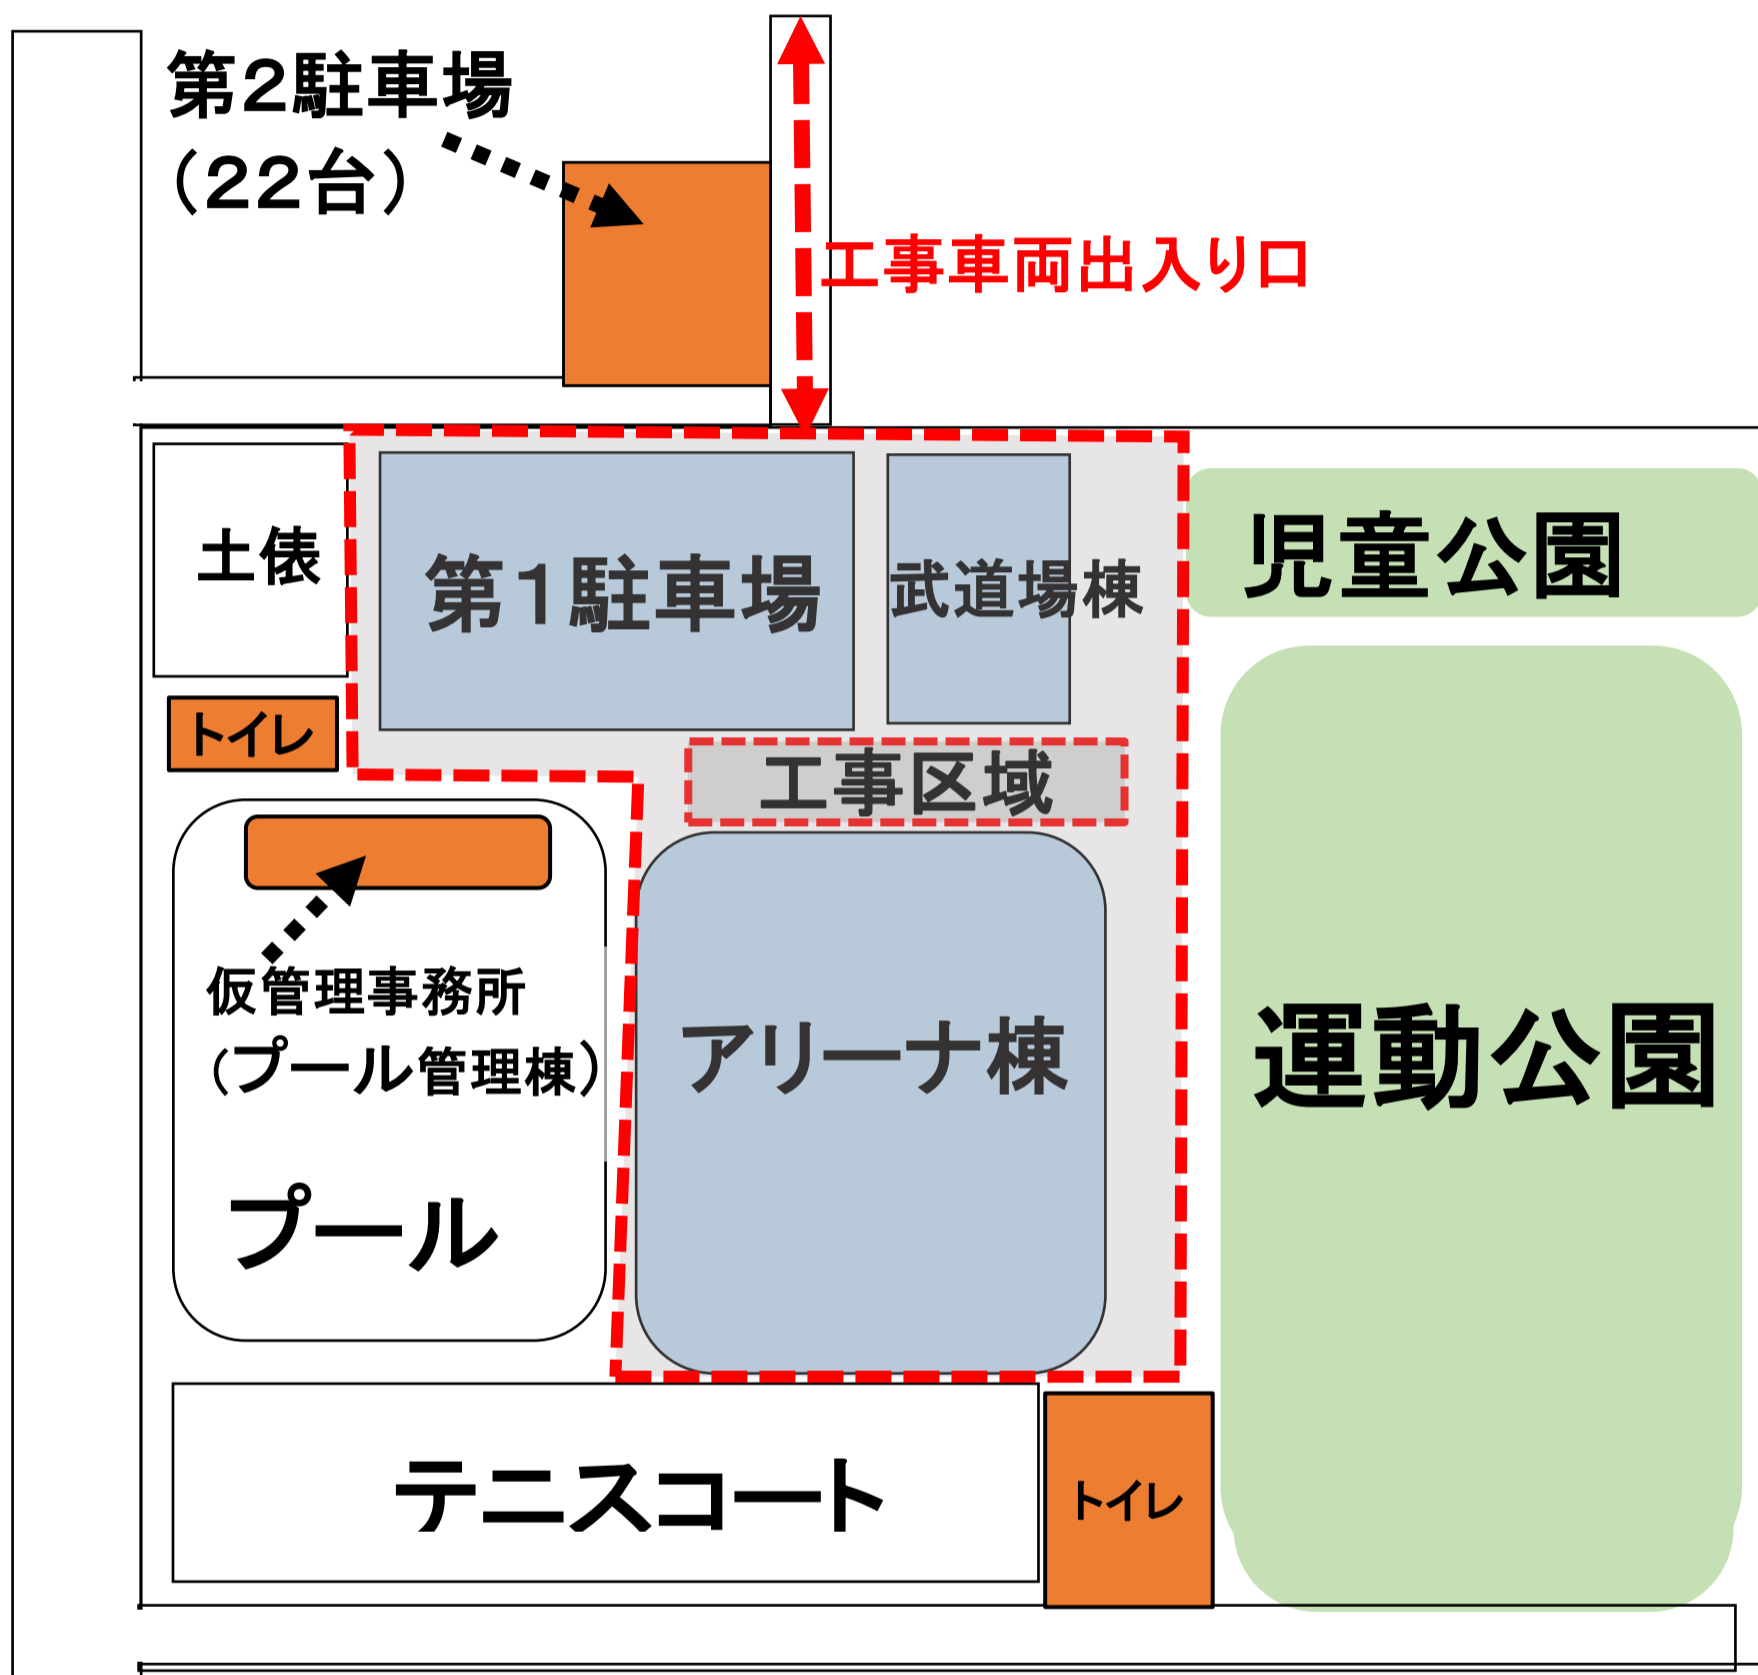 第2駐車場
（22台）
工事車両出入り口
土俵
第1駐車場
武道場棟
児童公園
トイレ
工事区域
仮管理事務所
（プール管理棟）
アリーナ棟
運動公園
プール
テニスコート
トイレ